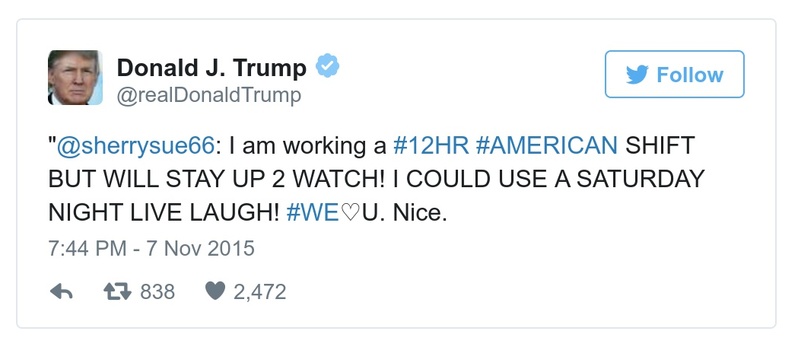 Donald J. Trump
@realDonaldTrump
Follow
"@sherrysue66: I am working a #12HR #AMERICAN SHIFT
BUT WILL STAY UP 2 WATCH! I COULD USE A SATURDAY
NIGHT LIVE LAUGH! #WE♡U. Nice.
7:44 PM - 7 Nov 2015
838 2,472